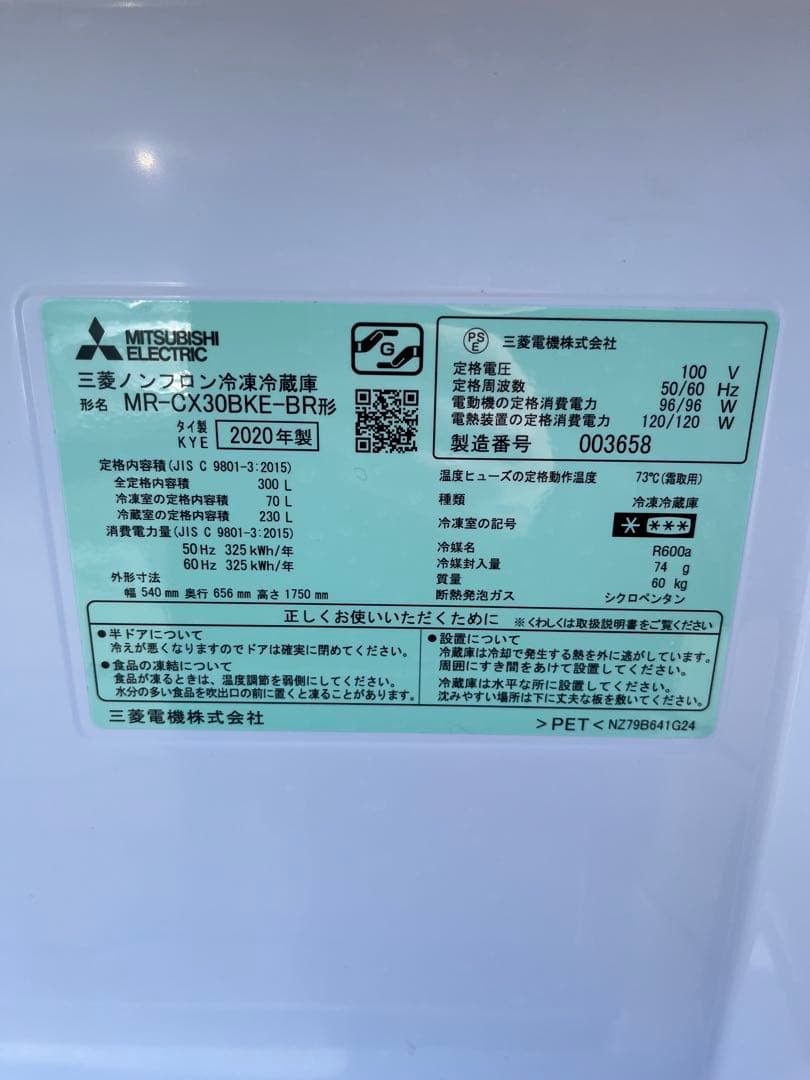 MITSUBISHI
ELECTRIC
三菱ノンフロン冷凍冷蔵庫
形名 MR-CX30BKE-BR形
タイ製
KYE 2020年製
G
定格内容積(JIS C 9801-3:2015)
全定格内容積 300 L
冷凍室の定格内容積 70 L
冷蔵室の定格内容積 230 L
消費電力量(JIS C 9801-3:2015)
50 Hz 325 kWh/年
60 Hz 325 kWh/年
外形寸法
幅 540 mm 奥行 656 mm 高さ 1750 mm
PS
E 三菱電機株式会社
定格電圧 100 V
定格周波数 50/60 Hz
電動機の定格消費電力 96/96 W
電熱装置の定格消費電力 120/120 W
製造番号 003658
温度ヒューズの定格動作温度 73℃(霜取用)
種類 冷凍冷蔵庫
冷凍室の記号 * ***
冷媒名 R600a
冷媒封入量 74 g
質量 60 kg
断熱発泡ガス シクロペンタン
正しくお使いいただくために ※くわしくは取扱説明書をご覧ください
●半ドアについて
冷えが悪くなりますのでドアは確実に閉めてください。
●食品の凍結について
食品が凍るときは、温度調節を弱側にしてください。
水分の多い食品を吹出口の前に置くと凍ることがあります。
●設置について
冷蔵庫は冷却で発生する熱を外に逃がしています。
周囲にすき間をあけて設置してください。
冷蔵庫は水平な所に設置してください。
沈みやすい場所は下に丈夫な板を敷いてください。
三菱電機株式会社
>PET< NZ79B641G24